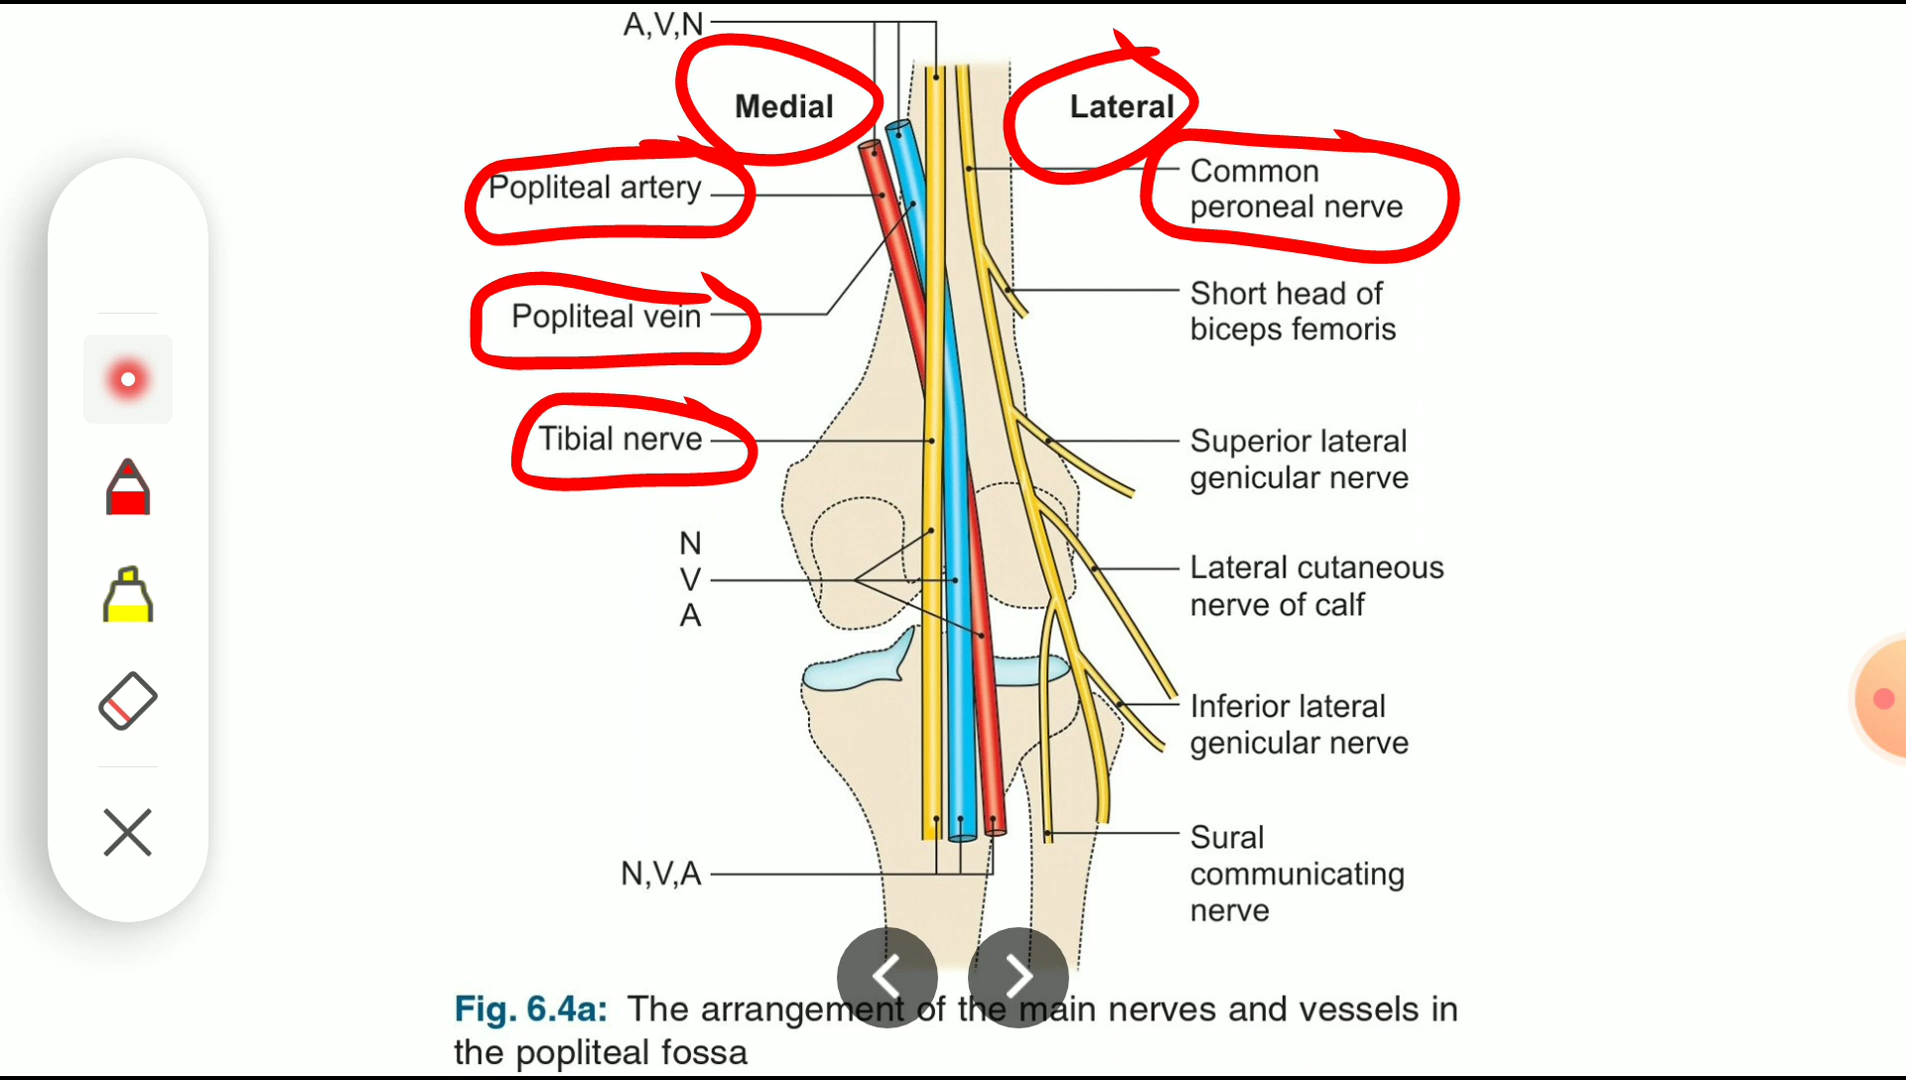 A,V,N
Medial
Lateral
Popliteal artery
Common
peroneal nerve
Popliteal vein
Short head of
biceps femoris
Tibial nerve
Superior lateral
genicular nerve
N
V
A
Lateral cutaneous
nerve of calf
Inferior lateral
genicular nerve
N,V,A
Sural
communicating
nerve
Fig. 6.4a: The arrangement of the main nerves and vessels in
the popliteal fossa